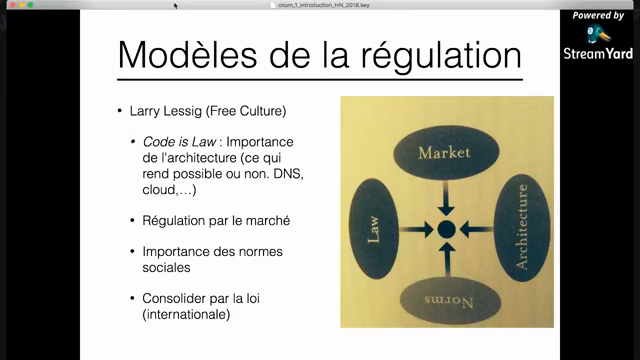 cnum_1_introduction_HN_2018.key
Powered by
StreamYard
Modèles de la régulation
• Larry Lessig (Free Culture)
• Code is Law : Importance
de l'architecture (ce qui
rend possible ou non. DNS,
cloud,...)
• Régulation par le marché
• Importance des normes
sociales
• Consolider par la loi
(internationale)
Market
Law
Architecture
Norms